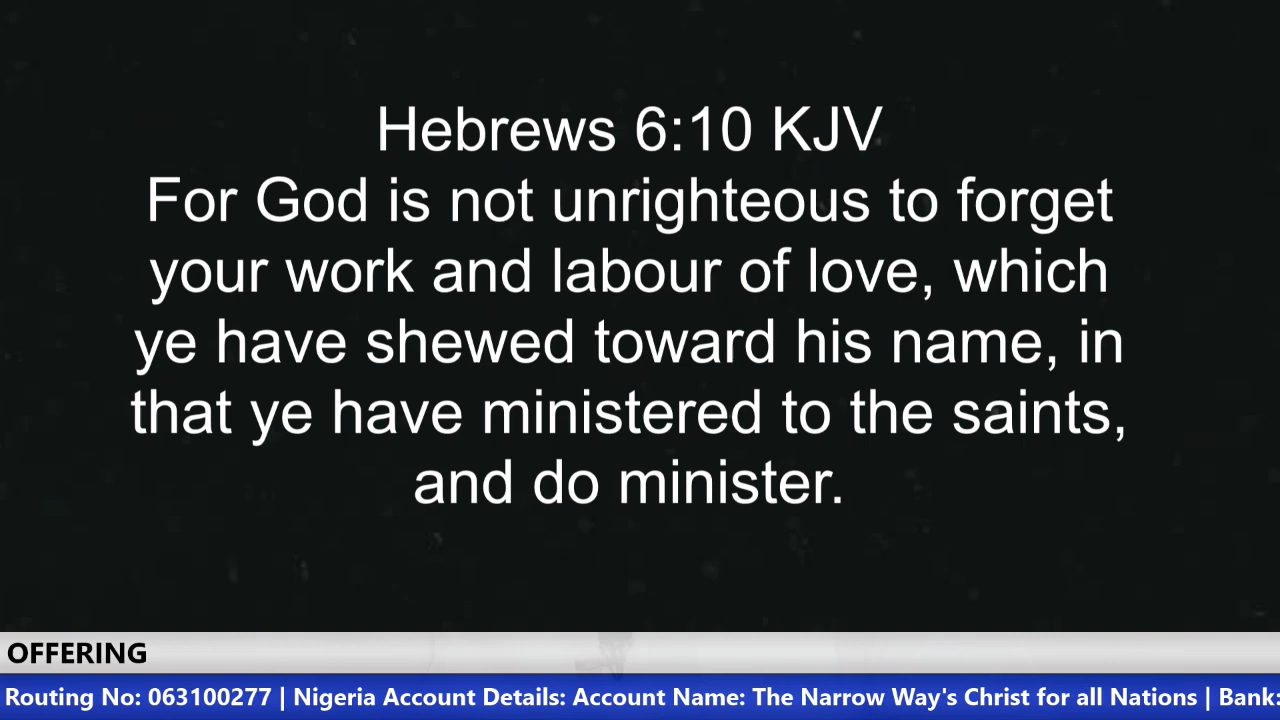 Hebrews 6:10 KJV
For God is not unrighteous to forget
your work and labour of love, which
ye have shewed toward his name, in
that ye have ministered to the saints,
and do minister.
OFFERING
Routing No: 063100277 | Nigeria Account Details: Account Name: The Narrow Way's Christ for all Nations | Bank: